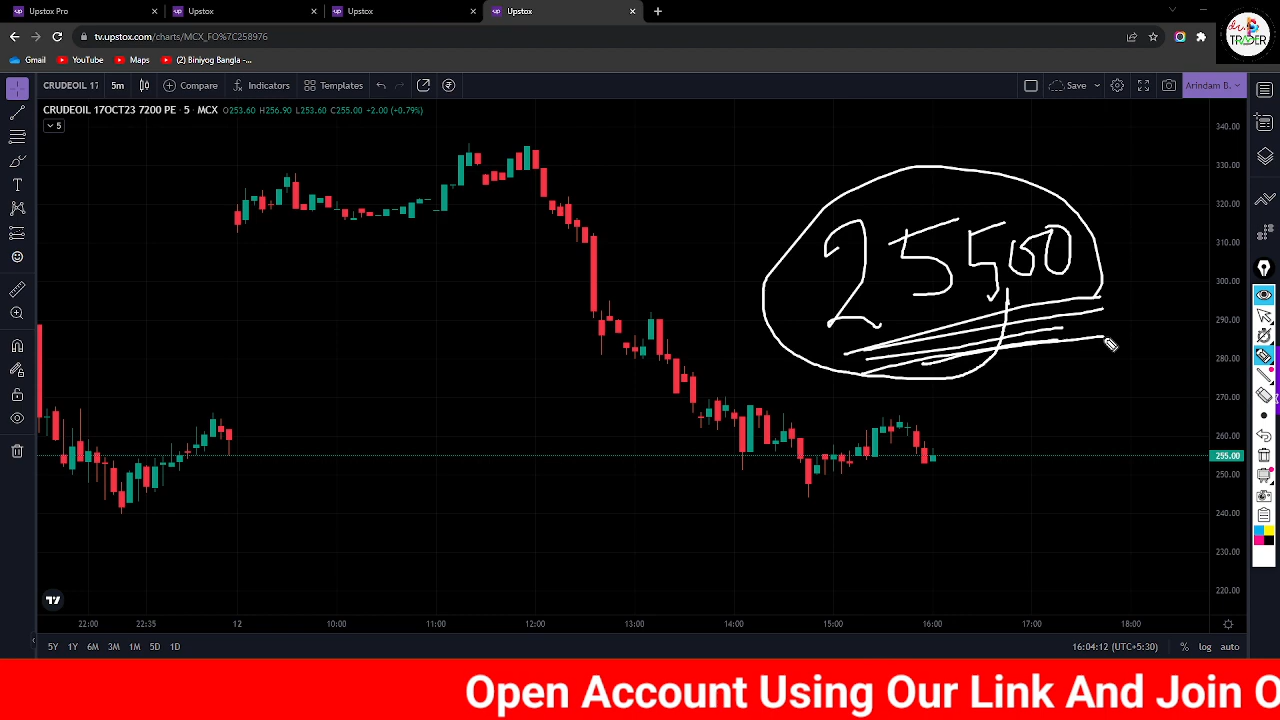 Upstox Pro
Upstox
Upstox
Upstox
tv.upstox.com/charts/MCX_FO%7C258976
Gmail
YouTube
Maps
(2) Biniyog Bangla -...
TRADER
CRUDEOIL 17
5m
Compare
Indicators
Templates
Save
Arindam B.
CRUDEOIL 17OCT23 7200 PE · 5 · MCX O253.60 H256.90 L253.60 C255.00 +2.00 (+0.79%)
5
25500
340.00
330.00
320.00
310.00
300.00
290.00
280.00
270.00
260.00
255.00
250.00
240.00
230.00
220.00
22:00 22:35 12 10:00 11:00 12:00 13:00 14:00 15:00 16:00 17:00 18:00
5Y 1Y 6M 3M 1M 5D 1D
16:04:12 (UTC+5:30) % log auto
Open Account Using Our Link And Join O